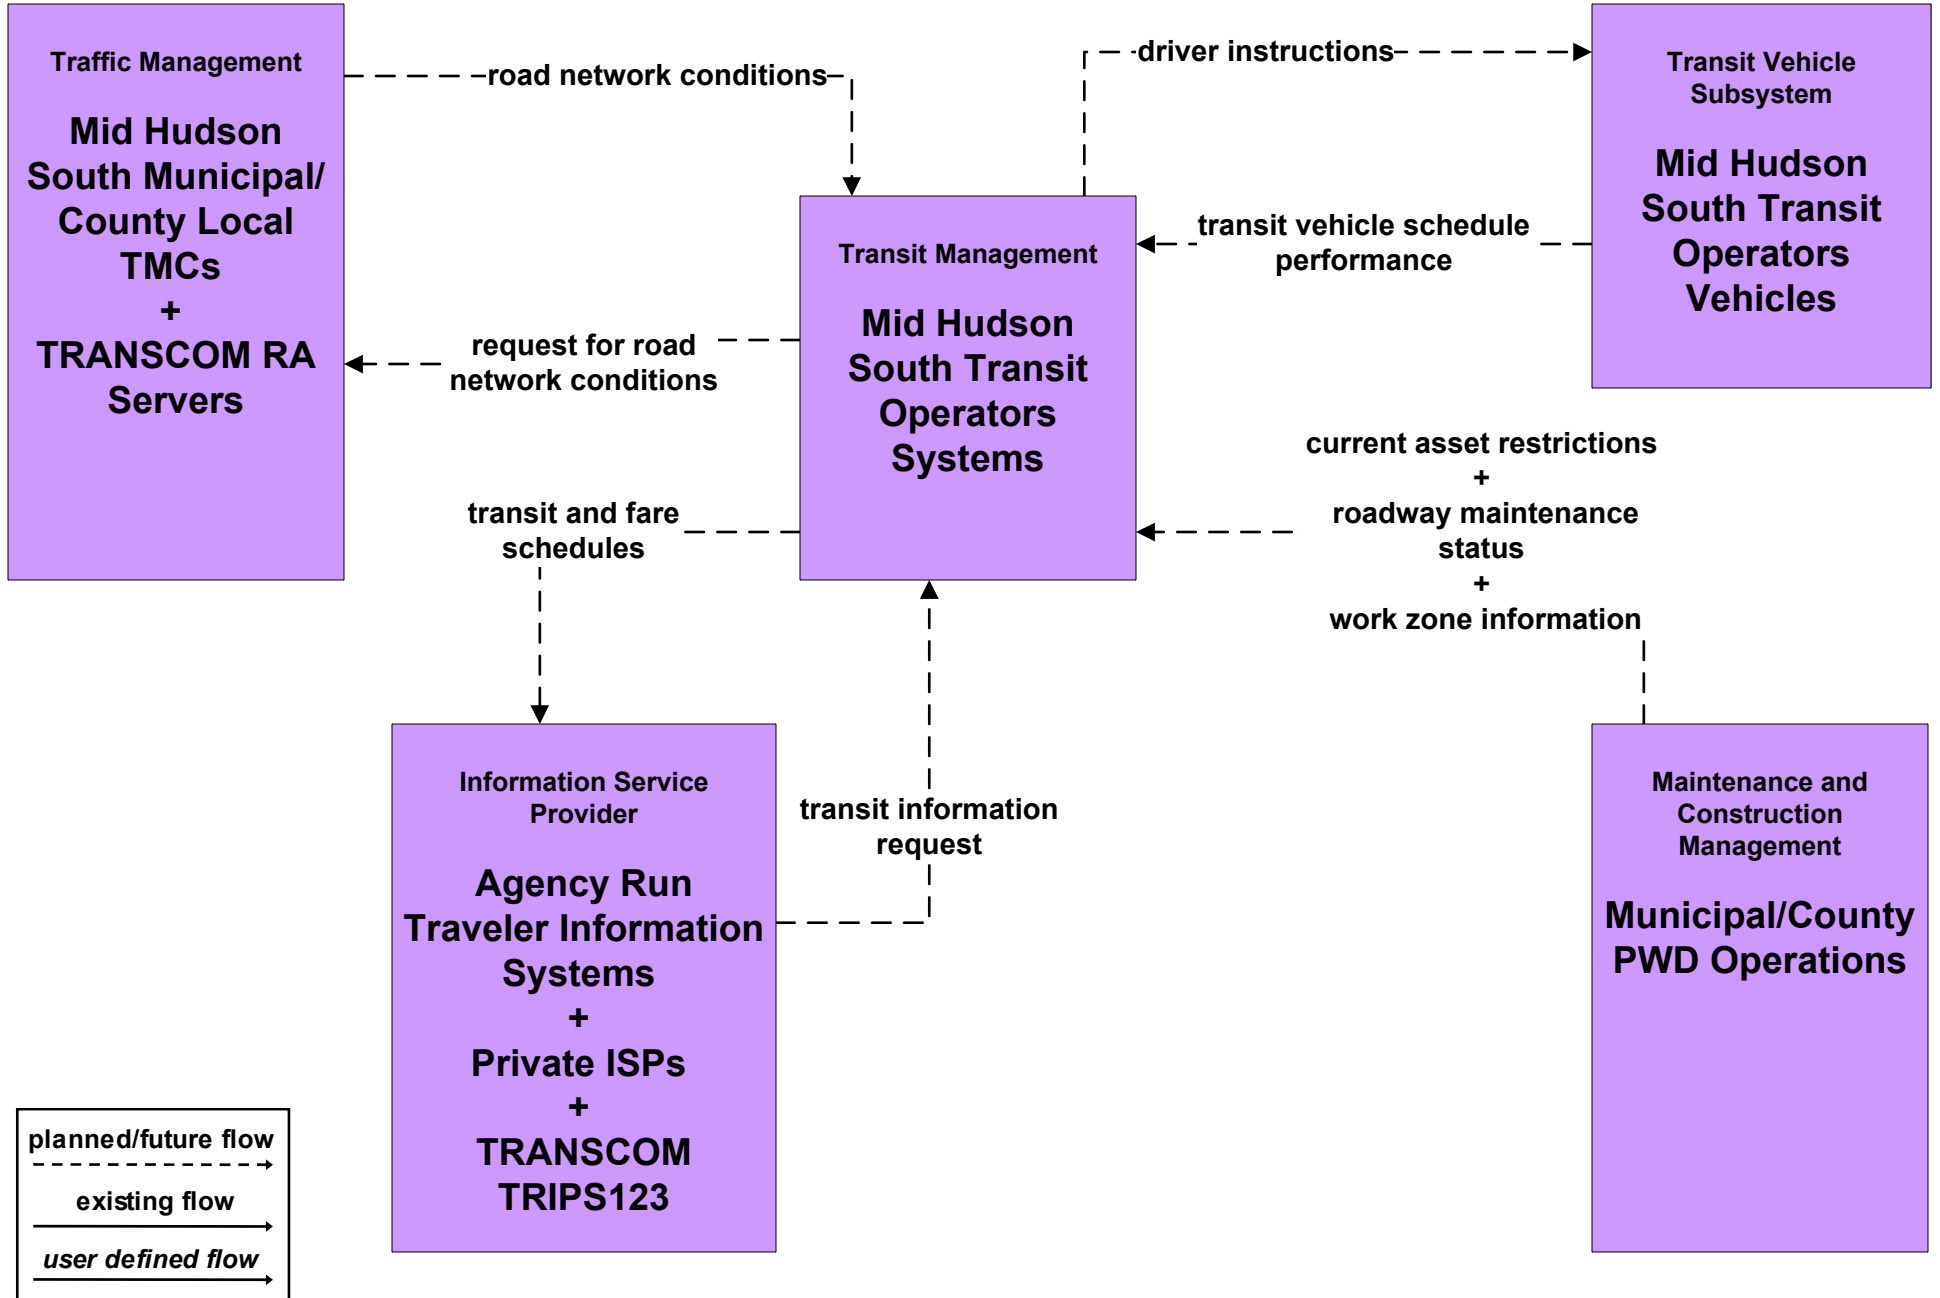 Traffic Management
Mid Hudson
South Municipal/
County Local
TMCs
+
TRANSCOM RA
Servers
road network conditions
driver instructions
Transit Vehicle
Subsystem
Mid Hudson
South Transit
Operators
Vehicles
transit vehicle schedule
performance
Transit Management
Mid Hudson
South Transit
Operators
Systems
request for road
network conditions
current asset restrictions
+
roadway maintenance
status
+
work zone information
transit and fare
schedules
transit information
request
Information Service
Provider
Agency Run
Traveler Information
Systems
+
Private ISPs
+
TRANSCOM
TRIPS123
Maintenance and
Construction
Management
Municipal/County
PWD Operations
planned/future flow
existing flow
user defined flow